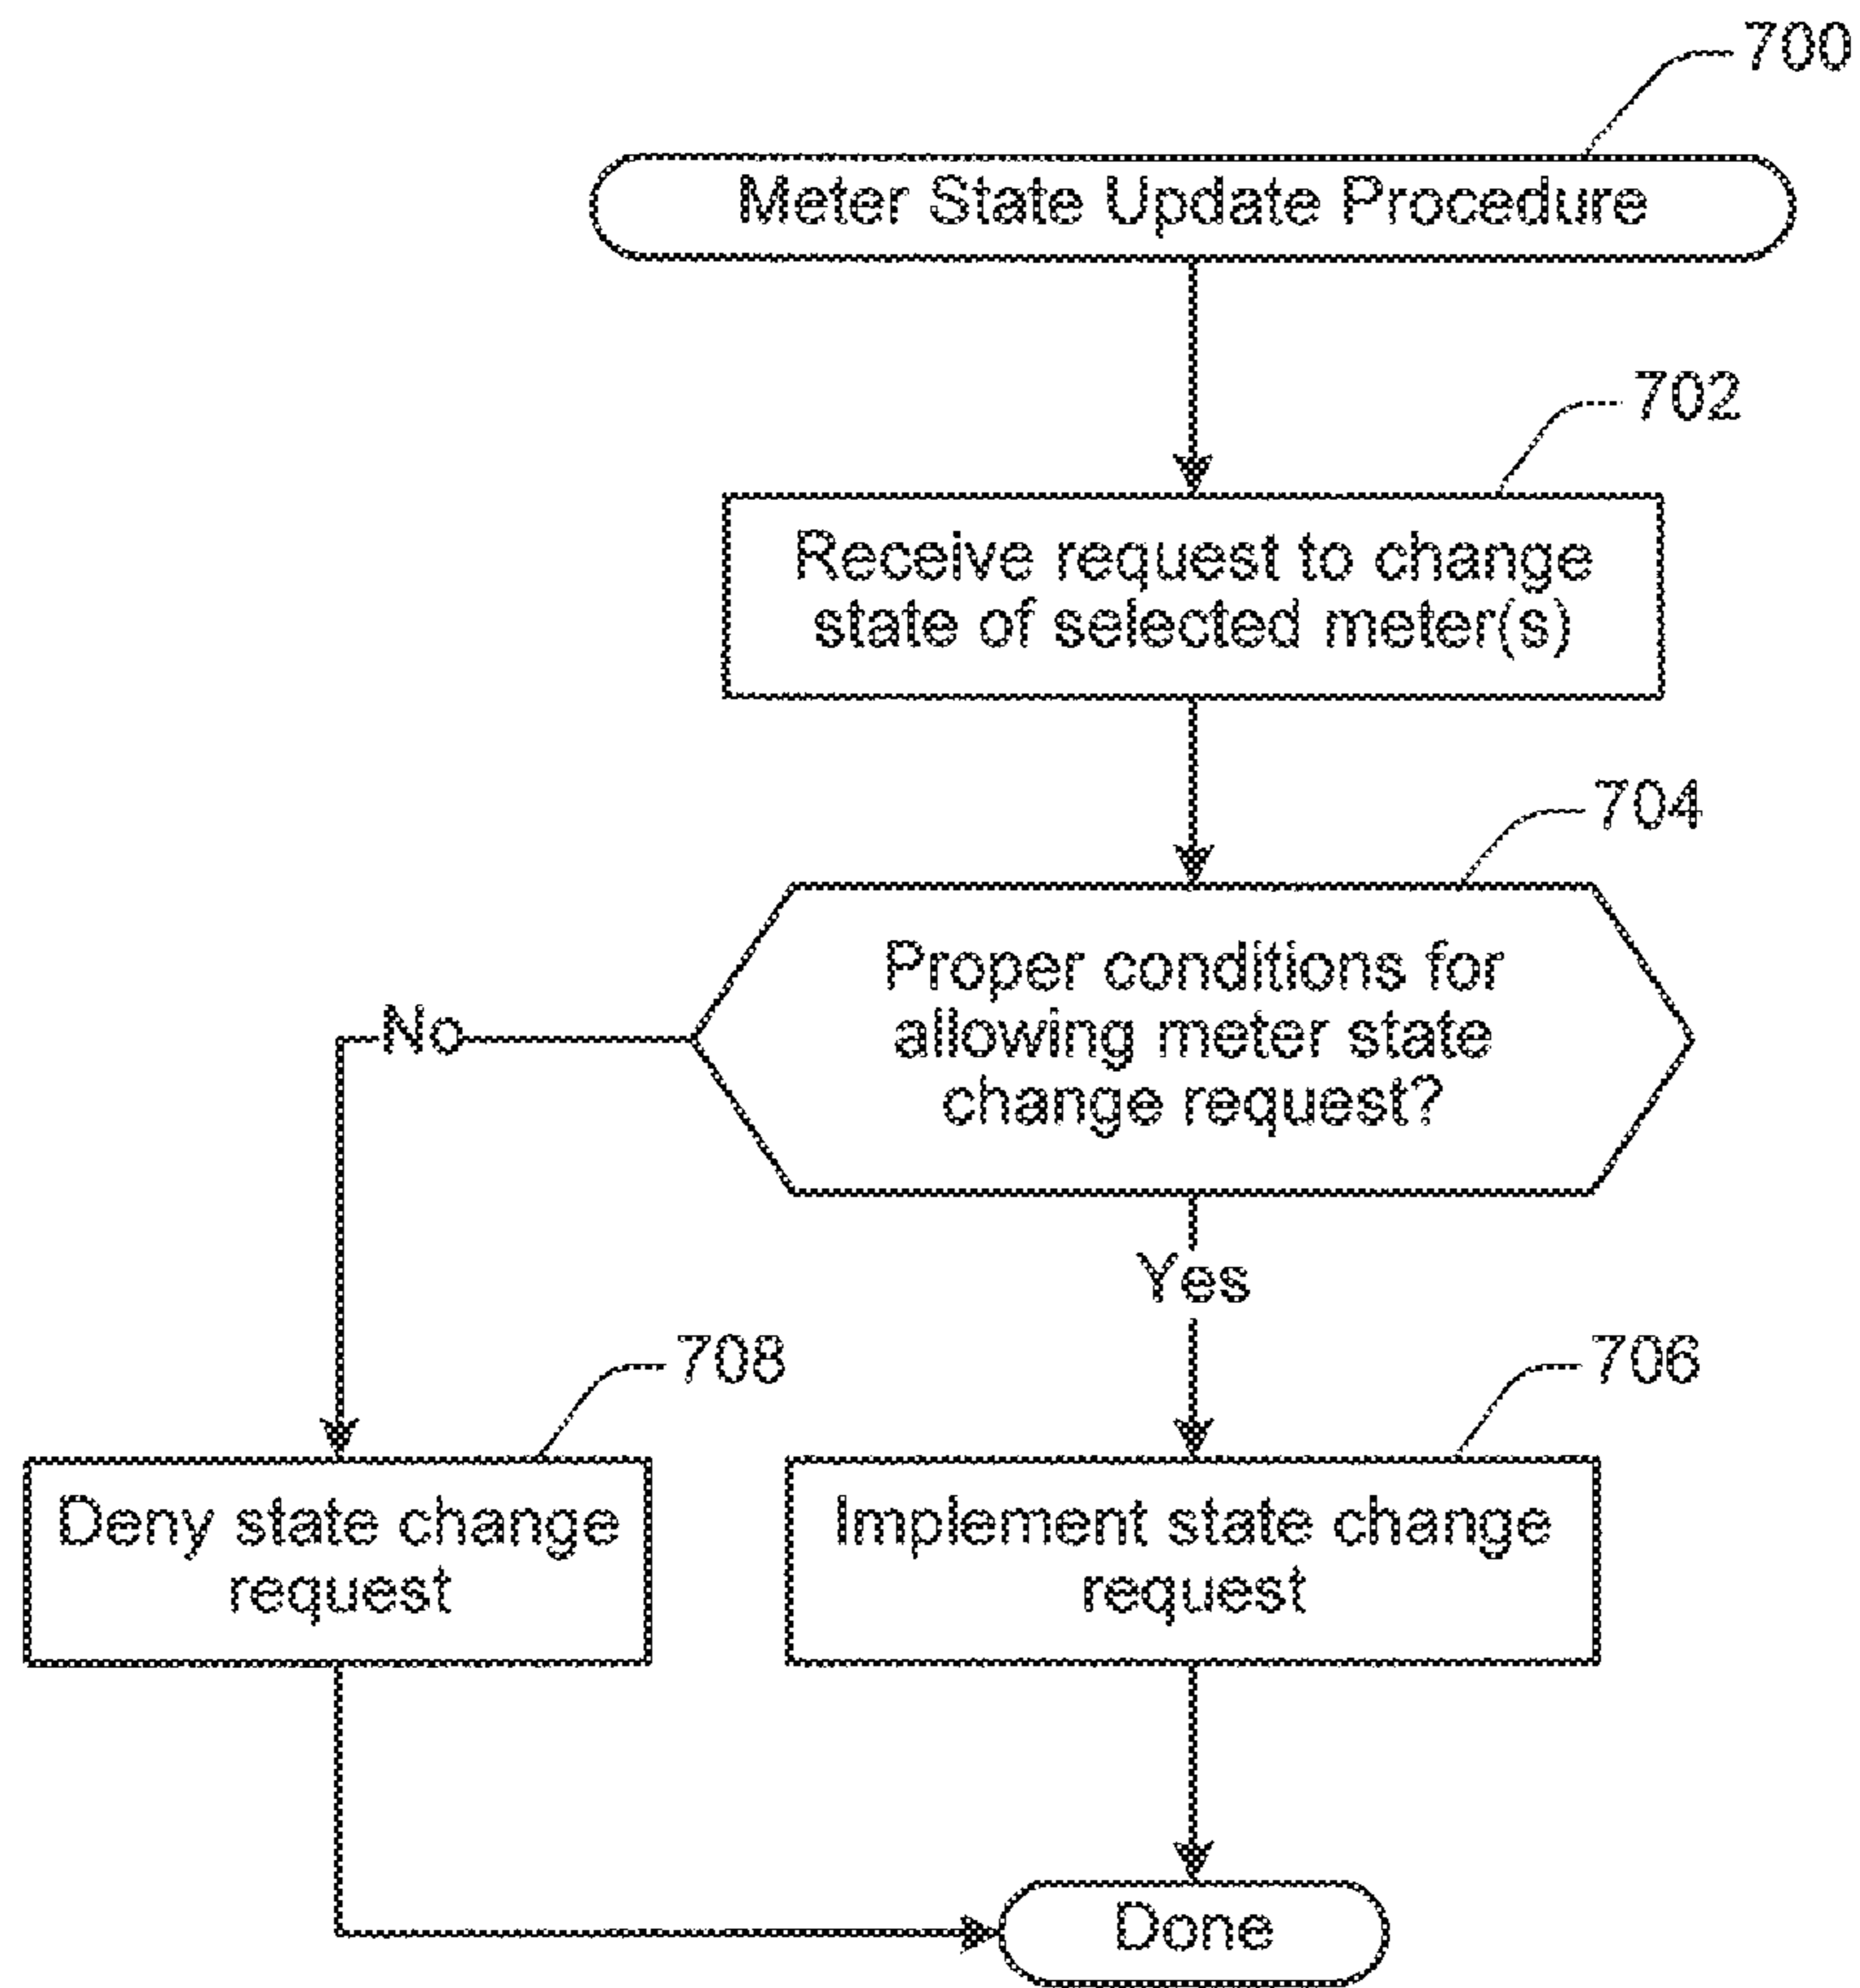 700
Meter State Update Procedure
702
Receive request to change
state of selected meter(s)
704
Proper conditions for
allowing meter state
change request?
No
Yes
708
706
Deny state change
request
Implement state change
request
Done